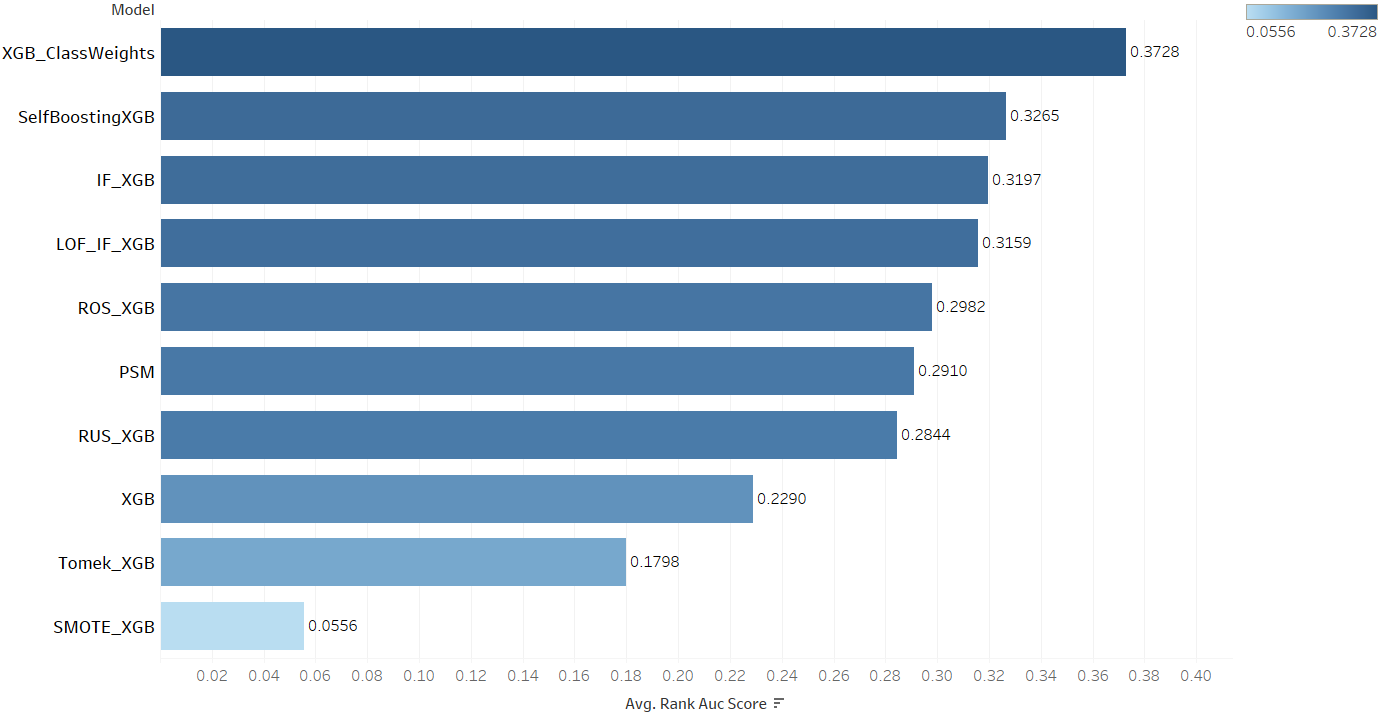 Model
XGB_ClassWeights 0.3728
SelfBoostingXGB 0.3265
IF_XGB 0.3197
LOF_IF_XGB 0.3159
ROS_XGB 0.2982
PSM 0.2910
RUS_XGB 0.2844
XGB 0.2290
Tomek_XGB 0.1798
SMOTE_XGB 0.0556
0.02 0.04 0.06 0.08 0.10 0.12 0.14 0.16 0.18 0.20 0.22 0.24 0.26 0.28 0.30 0.32 0.34 0.36 0.38 0.40
Avg. Rank Auc Score
0.0556 0.3728